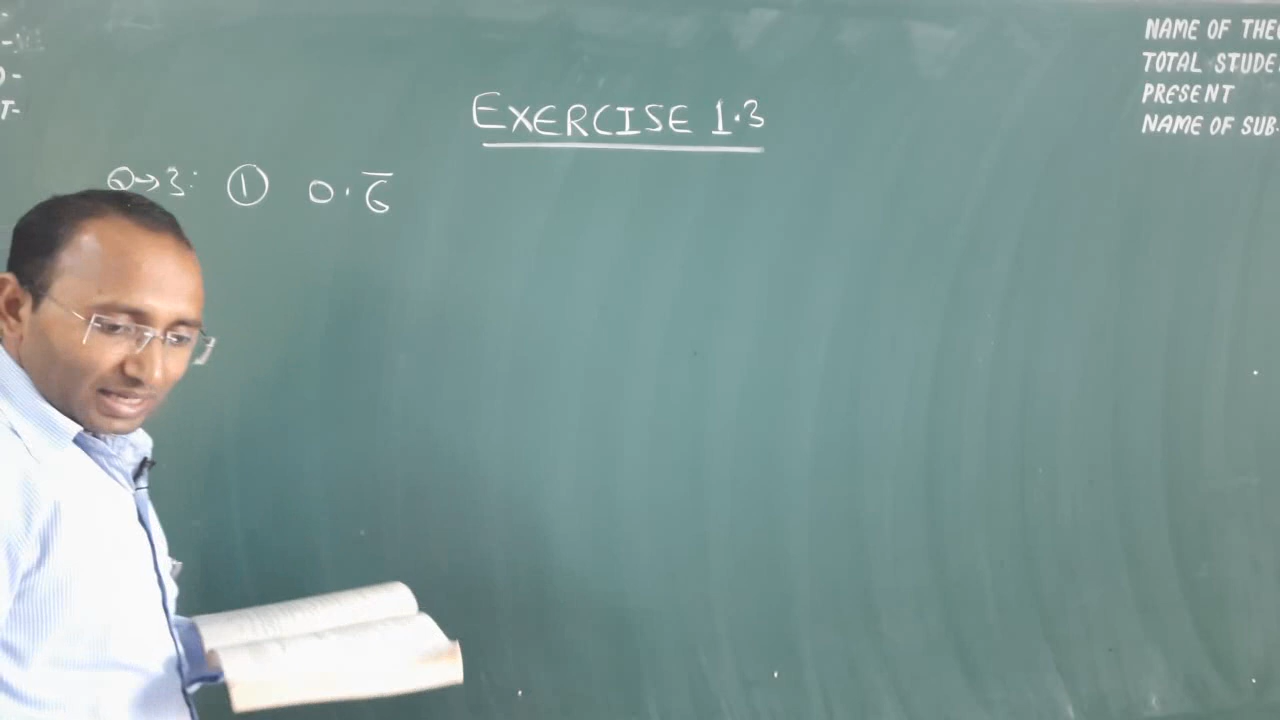 EXERCISE 1.3
Q→3: ① 0.6̅
T-
NAME OF THE
TOTAL STUDE
PRESENT
NAME OF SUB.